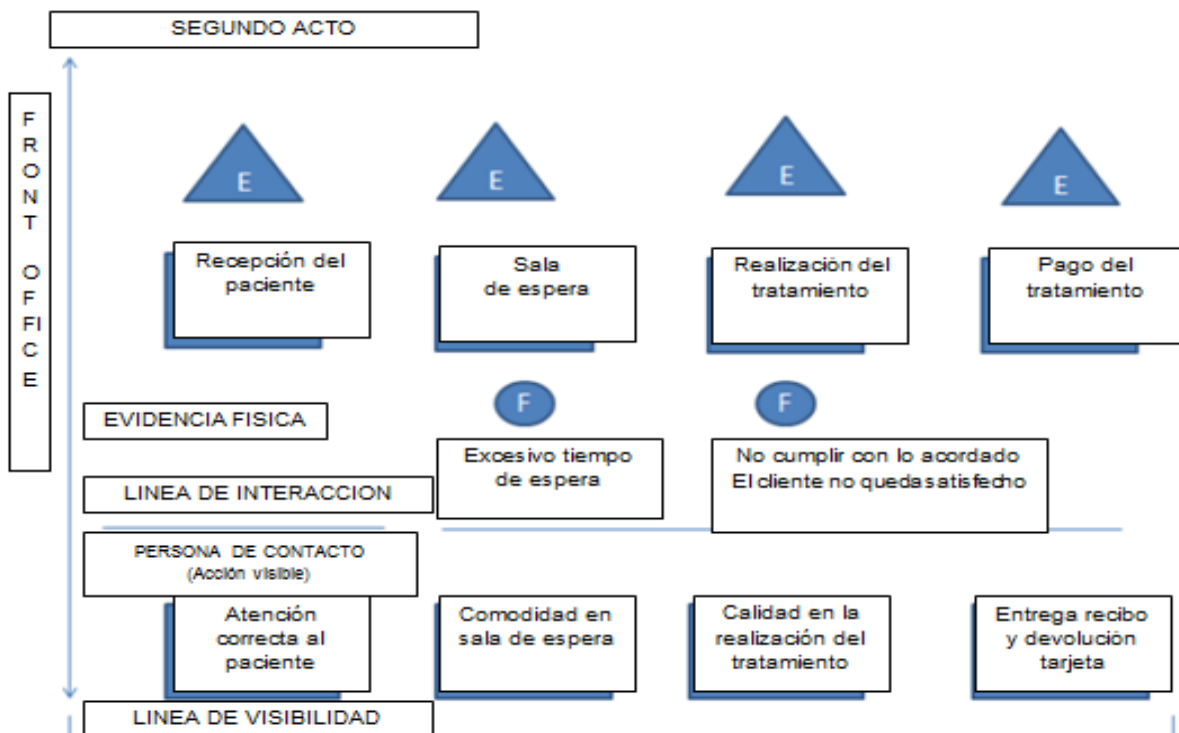 SEGUNDO ACTO
F
R
O
N
T
O
F
FI
C
E
E
E
E
E
Recepción del
paciente
Sala
de espera
Realización del
tratamiento
Pago del
tratamiento
F
F
EVIDENCIA FISICA
Excesivo tiempo
de espera
No cumplir con lo acordado
El cliente no quedasatisfecho
LINEA DE INTERACCION
PERSONA DE CONTACTO
(Acción visible)
Atención
correcta al
paciente
Comodidad en
sala de espera
Calidad en la
realización del
tratamiento
Entrega recibo
y devolución
tarjeta
LINEA DE VISIBILIDAD